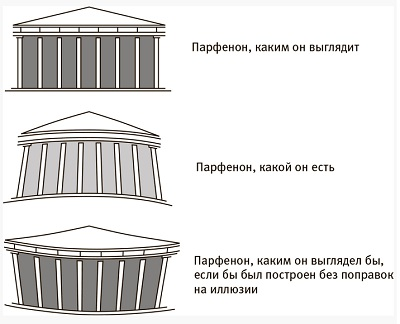 Парфенон, каким он выглядит
Парфенон, какой он есть
Парфенон, каким он выглядел бы,
если бы был построен без поправок
на иллюзии